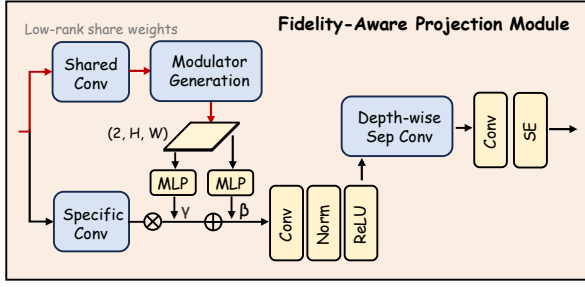 Fidelity-Aware Projection Module
Low-rank share weights
Shared
Conv
Modulator
Generation
(2, H, W)
MLP
MLP
γ
β
Specific
Conv
Conv
Norm
ReLU
Depth-wise
Sep Conv
Conv
SE